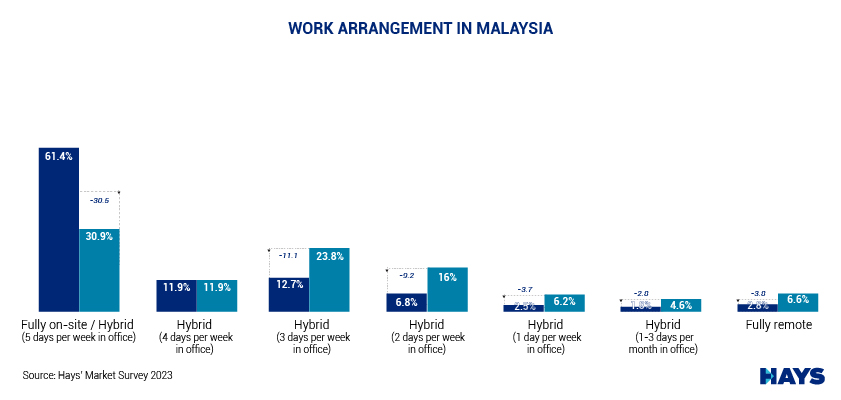 WORK ARRANGEMENT IN MALAYSIA
61.4%
-30.5
30.9%
11.9% 11.9%
-11.1
12.7%
23.8%
-9.2
6.8%
16%
-3.7
2.5%
6.2%
-2.8
1.8%
4.6%
-3.8
2.8%
6.6%
Fully on-site / Hybrid
(5 days per week in office)
Hybrid
(4 days per week
in office)
Hybrid
(3 days per week
in office)
Hybrid
(2 days per week
in office)
Hybrid
(1 day per week
in office)
Hybrid
(1-3 days per
month in office)
Fully remote
Source: Hays' Market Survey 2023
HAYS